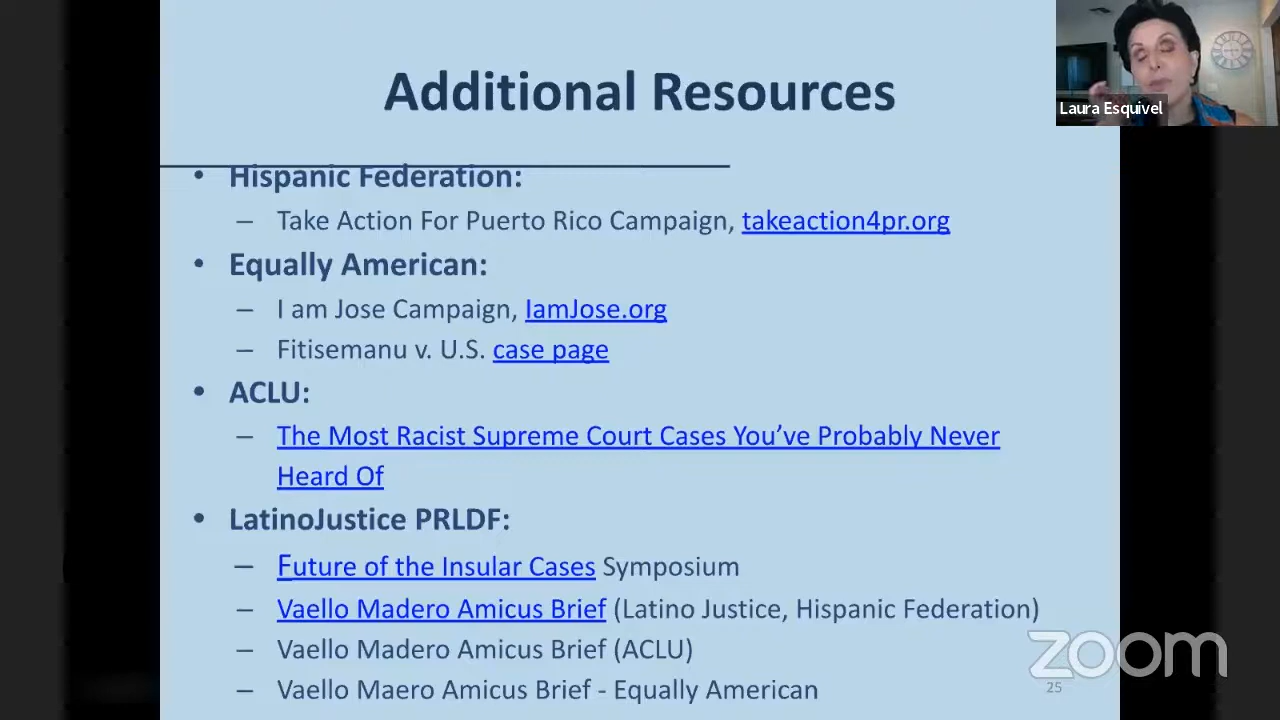 Additional Resources
Laura Esquivel
• Hispanic Federation:
– Take Action For Puerto Rico Campaign, takeaction4pr.org
• Equally American:
– I am Jose Campaign, IamJose.org
– Fitisemanu v. U.S. case page
• ACLU:
– The Most Racist Supreme Court Cases You’ve Probably Never
Heard Of
• LatinoJustice PRLDF:
– Future of the Insular Cases Symposium
– Vaello Madero Amicus Brief (Latino Justice, Hispanic Federation)
– Vaello Madero Amicus Brief (ACLU)
– Vaello Maero Amicus Brief - Equally American
zoom
25